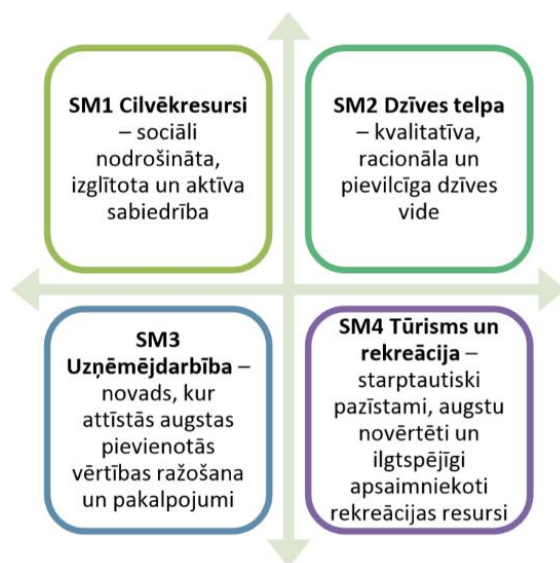 SM1 Cilvēkresursi
– sociāli
nodrošināta,
izglītota un aktīva
sabiedrība
SM2 Dzīves telpa
– kvalitatīva,
racionāla un
pievilcīga dzīves
vide
SM3
Uzņēmējdarbība –
novads, kur
attīstās augstas
pievienotās
vērtības ražošana
un pakalpojumi
SM4 Tūrisms un
rekreācija –
starptautiski
pazīstami, augstu
novērtēti un
ilgtspējīgi
apsaimniekoti
rekreācijas resursi